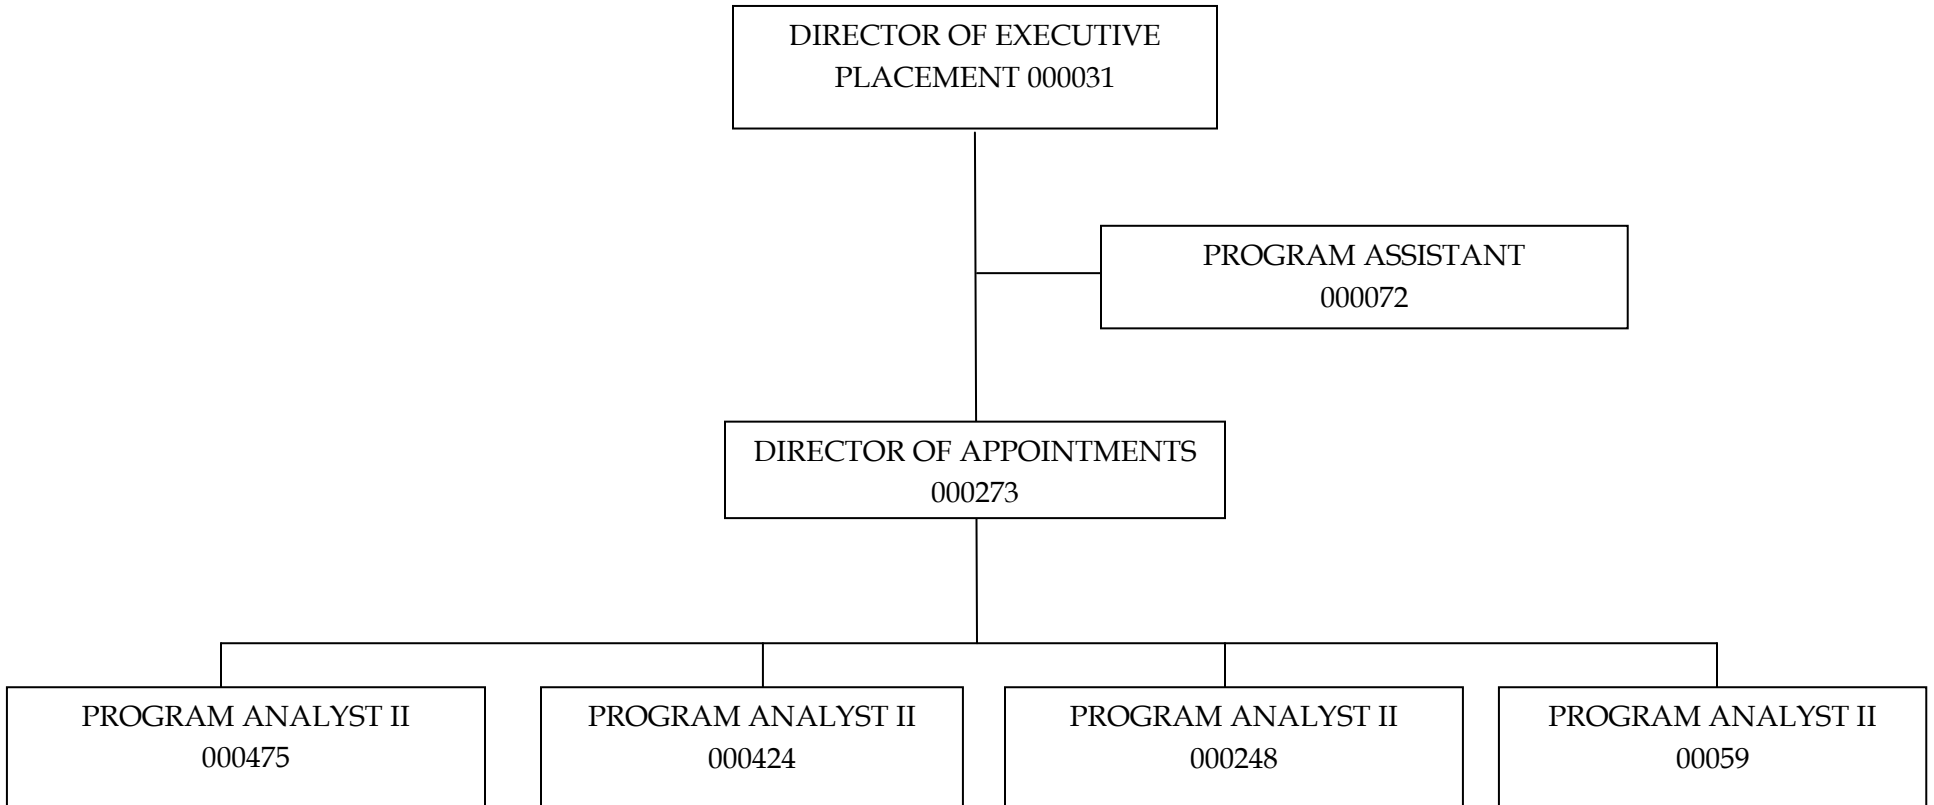 DIRECTOR OF EXECUTIVE
PLACEMENT 000031
PROGRAM ASSISTANT
000072
DIRECTOR OF APPOINTMENTS
000273
PROGRAM ANALYST II
000475
PROGRAM ANALYST II
000424
PROGRAM ANALYST II
000248
PROGRAM ANALYST II
00059